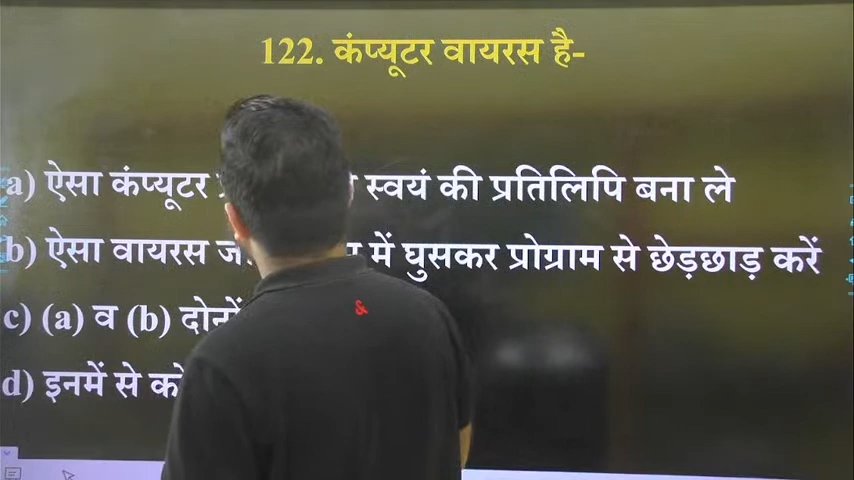 122. कंप्यूटर वायरस है-
a) ऐसा कंप्यूटर स्वयं की प्रतिलिपि बना ले
b) ऐसा वायरस में घुसकर प्रोग्राम से छेड़छाड़ करें
c) (a) व (b) दोनों
&
d) इनमें से